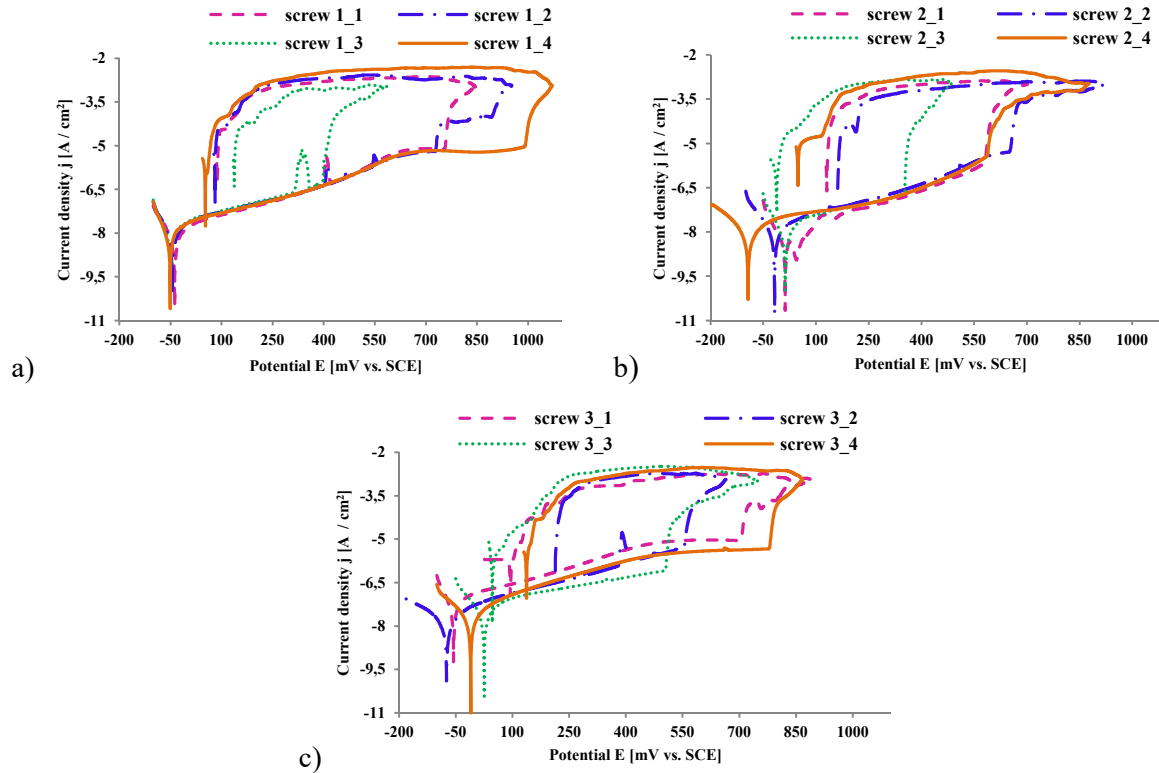 a)
screw 1_1 screw 1_2
screw 1_3 screw 1_4
Current density j [A / cm²]
-2
-3.5
-5
-6,5
-8
-9,5
-11
-200 -50 100 250 400 550 700 850 1000
Potential E [mV vs. SCE]
b)
screw 2_1 screw 2_2
screw 2_3 screw 2_4
Current density j [A / cm²]
-2
-3,5
-5
-6,5
-8
-9,5
-11
-200 -50 100 250 400 550 700 850 1000
Potential E [mV vs. SCE]
c)
screw 3_1 screw 3_2
screw 3_3 screw 3_4
Current density j [A / cm²]
-2
-3,5
-5
-6,5
-8
-9,5
-11
-200 -50 100 250 400 550 700 850 1000
Potential E [mV vs. SCE]